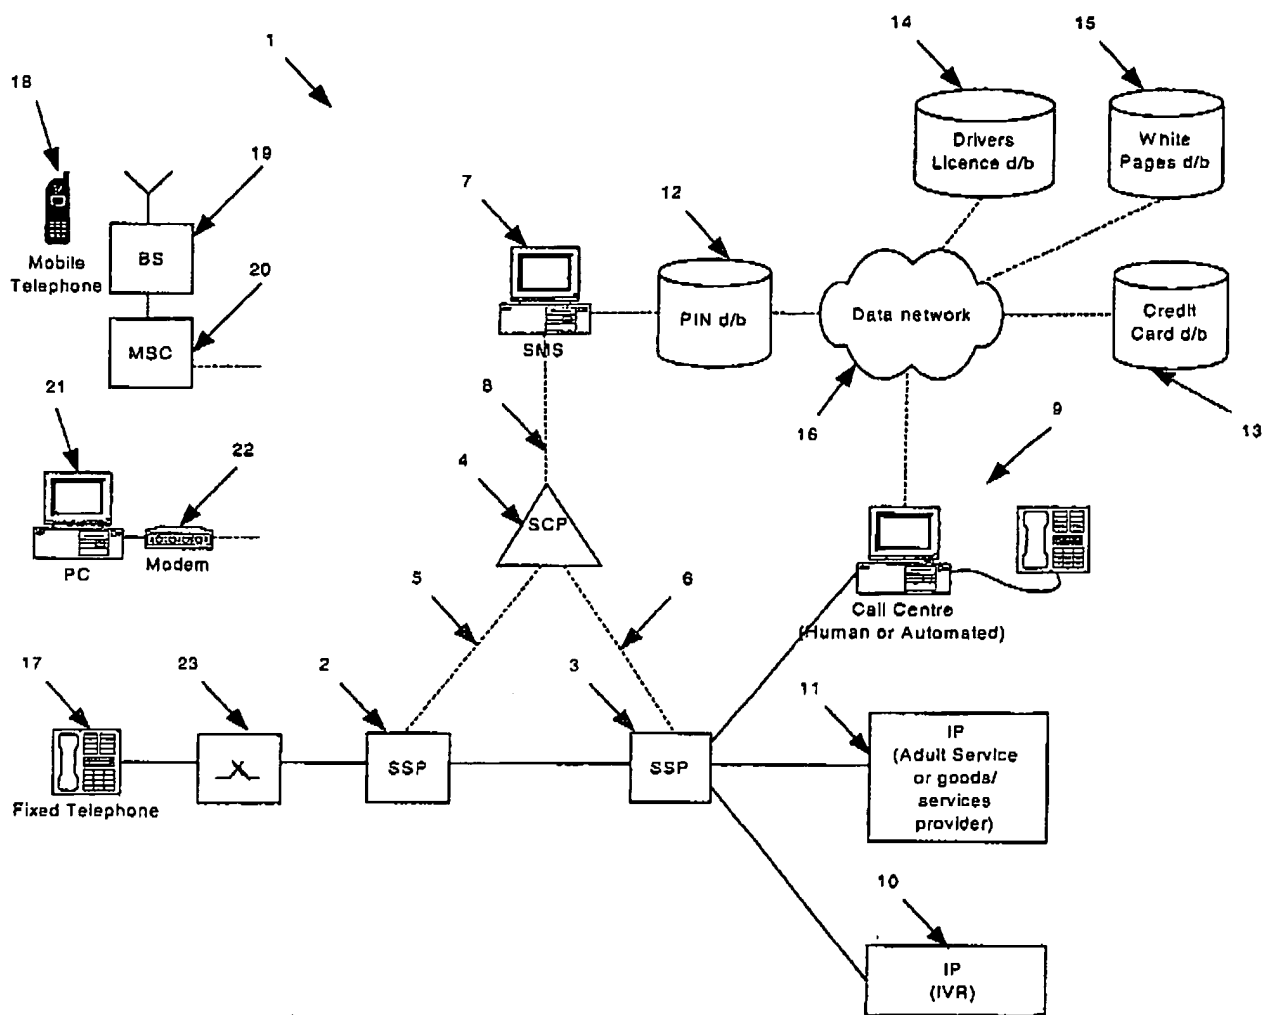 14
15
1
18
Drivers
Licence d/b
White
Pages d/b
19
7
12
BS
Mobile
Telephone
20
PIN d/b
Data network
Credit
Card d/b
MSC
SMS
21
8
9
16
13
22
4
SCP
PC
Modem
5
6
Call Centre
(Human or Automated)
17
23
2
3
11
IP
(Adult Service
or goods/
services
provider)
SSP
SSP
Fixed Telephone
10
IP
(IVR)